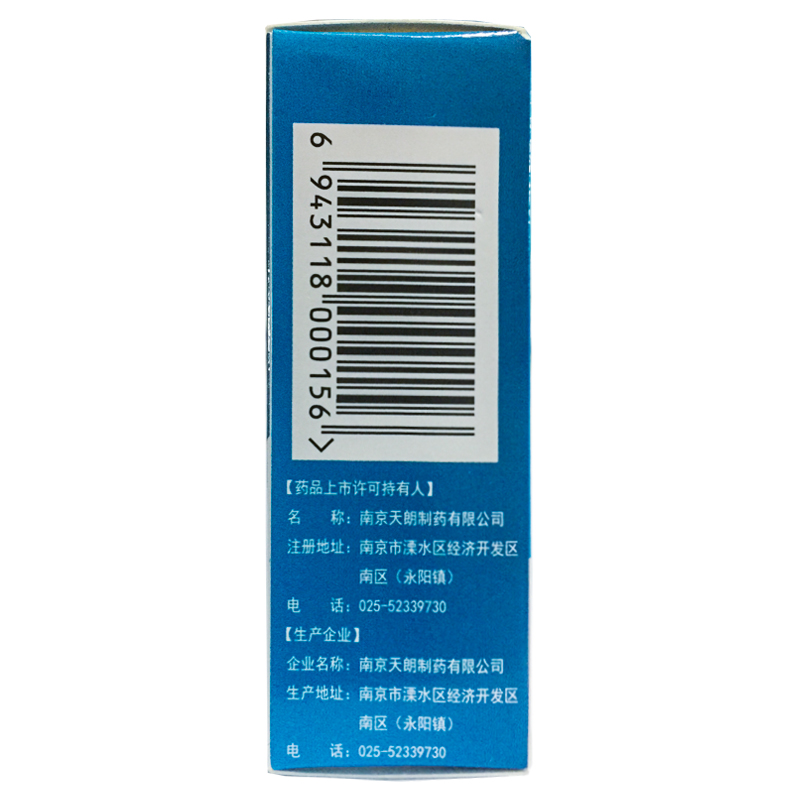 6 943118 000156 >
【药品上市许可持有人】
名 称：南京天朗制药有限公司
注册地址：南京市溧水区经济开发区
南区（永阳镇）
电 话：025-52339730
【生产企业】
企业名称：南京天朗制药有限公司
生产地址：南京市溧水区经济开发区
南区（永阳镇）
电 话：025-52339730